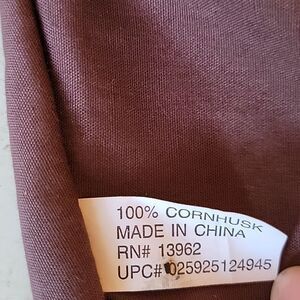 100% CORNHUSK
MADE IN CHINA
RN# 13962
UPC# 025925124945